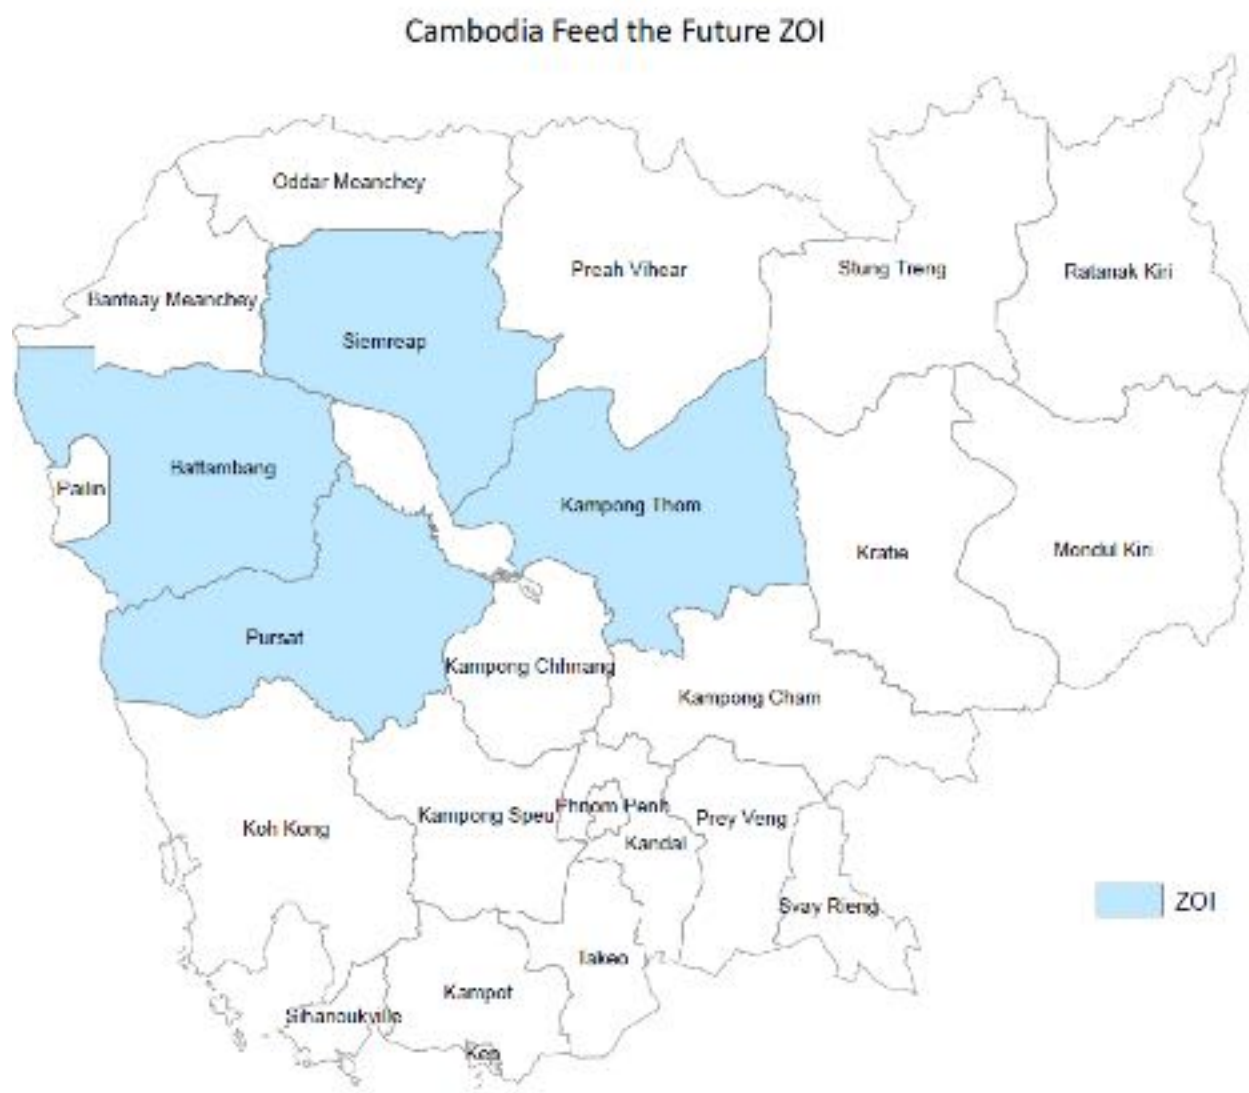 Cambodia Feed the Future ZOI
Oddar Meanchey
Preah Vihear
Stung Treng
Ratanak Kiri
Banteay Meanchey
Siemreap
Battambang
Pailin
Kampong Thom
Kratie
Mondul Kiri
Pursat
Kampong Chhnang
Kampong Cham
Koh Kong
Kampong Speu
Phnom Penh
Prey Veng
Kandal
Svay Rieng
ZOI
Takeo
Kampot
Sihanoukville
Kep